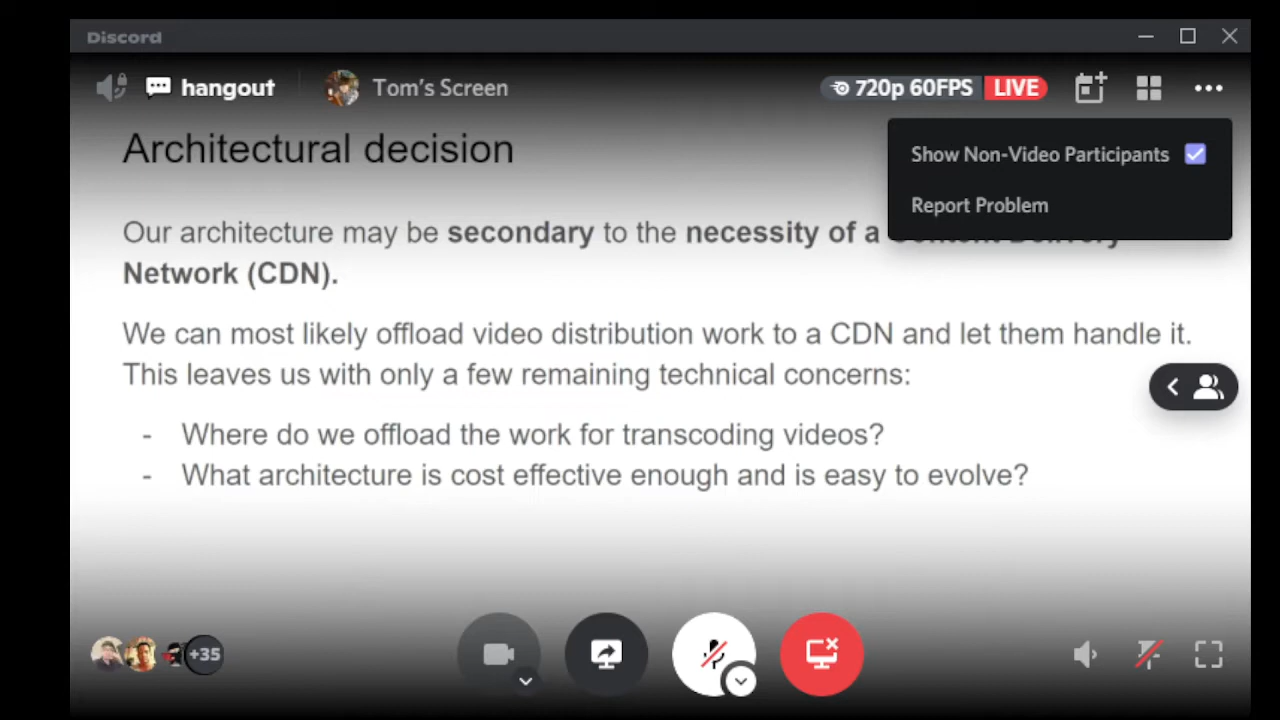 Discord
hangout
Tom's Screen
720p 60FPS
LIVE
Show Non-Video Participants
Report Problem
Architectural decision
Our architecture may be secondary to the necessity of a Content Delivery
Network (CDN).
We can most likely offload video distribution work to a CDN and let them handle it.
This leaves us with only a few remaining technical concerns:
- Where do we offload the work for transcoding videos?
- What architecture is cost effective enough and is easy to evolve?
+35